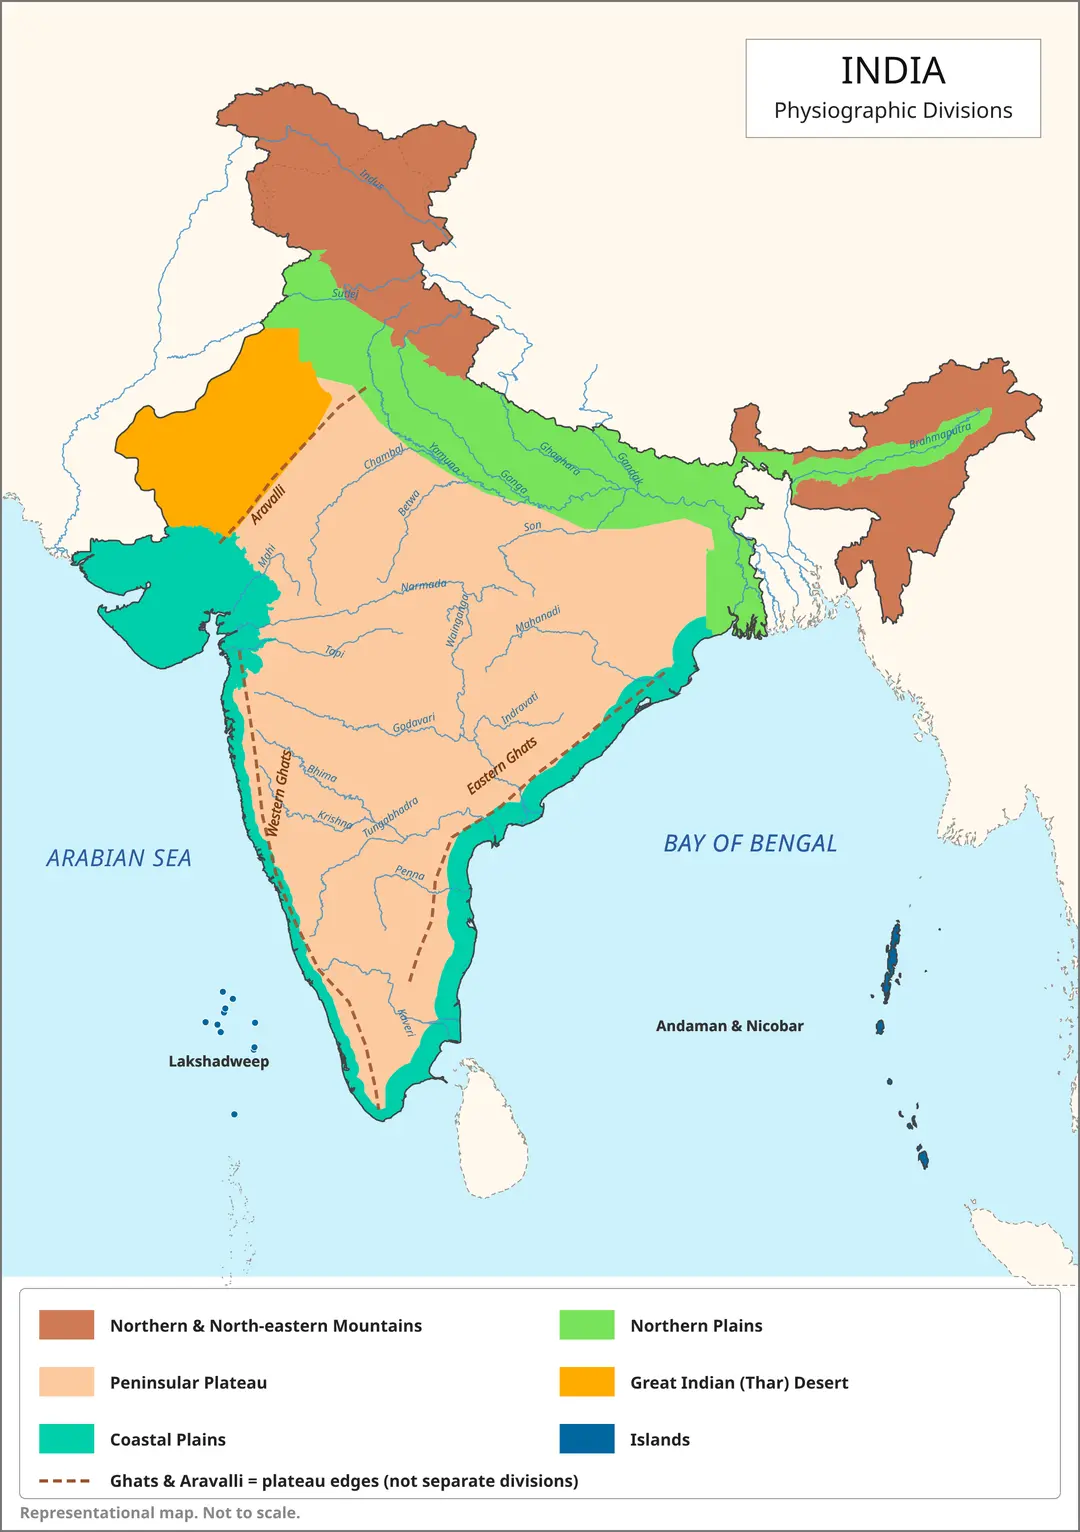 INDIA
Physiographic Divisions
Indus
Sutlej
Brahmaputra
Chambal
Yamuna
Ghaghara
Gandak
Ganga
Betwa
Aravalli
Son
Mahi
Narmada
Wainganga
Mahanadi
Tapi
Godavari
Indravati
Eastern Ghats
Western Ghats
Bhima
Krishna
Tungabhadra
ARABIAN SEA
BAY OF BENGAL
Penna
Kaveri
Andaman & Nicobar
Lakshadweep
Northern & North-eastern Mountains
Northern Plains
Peninsular Plateau
Great Indian (Thar) Desert
Coastal Plains
Islands
Ghats & Aravalli = plateau edges (not separate divisions)
Representational map. Not to scale.